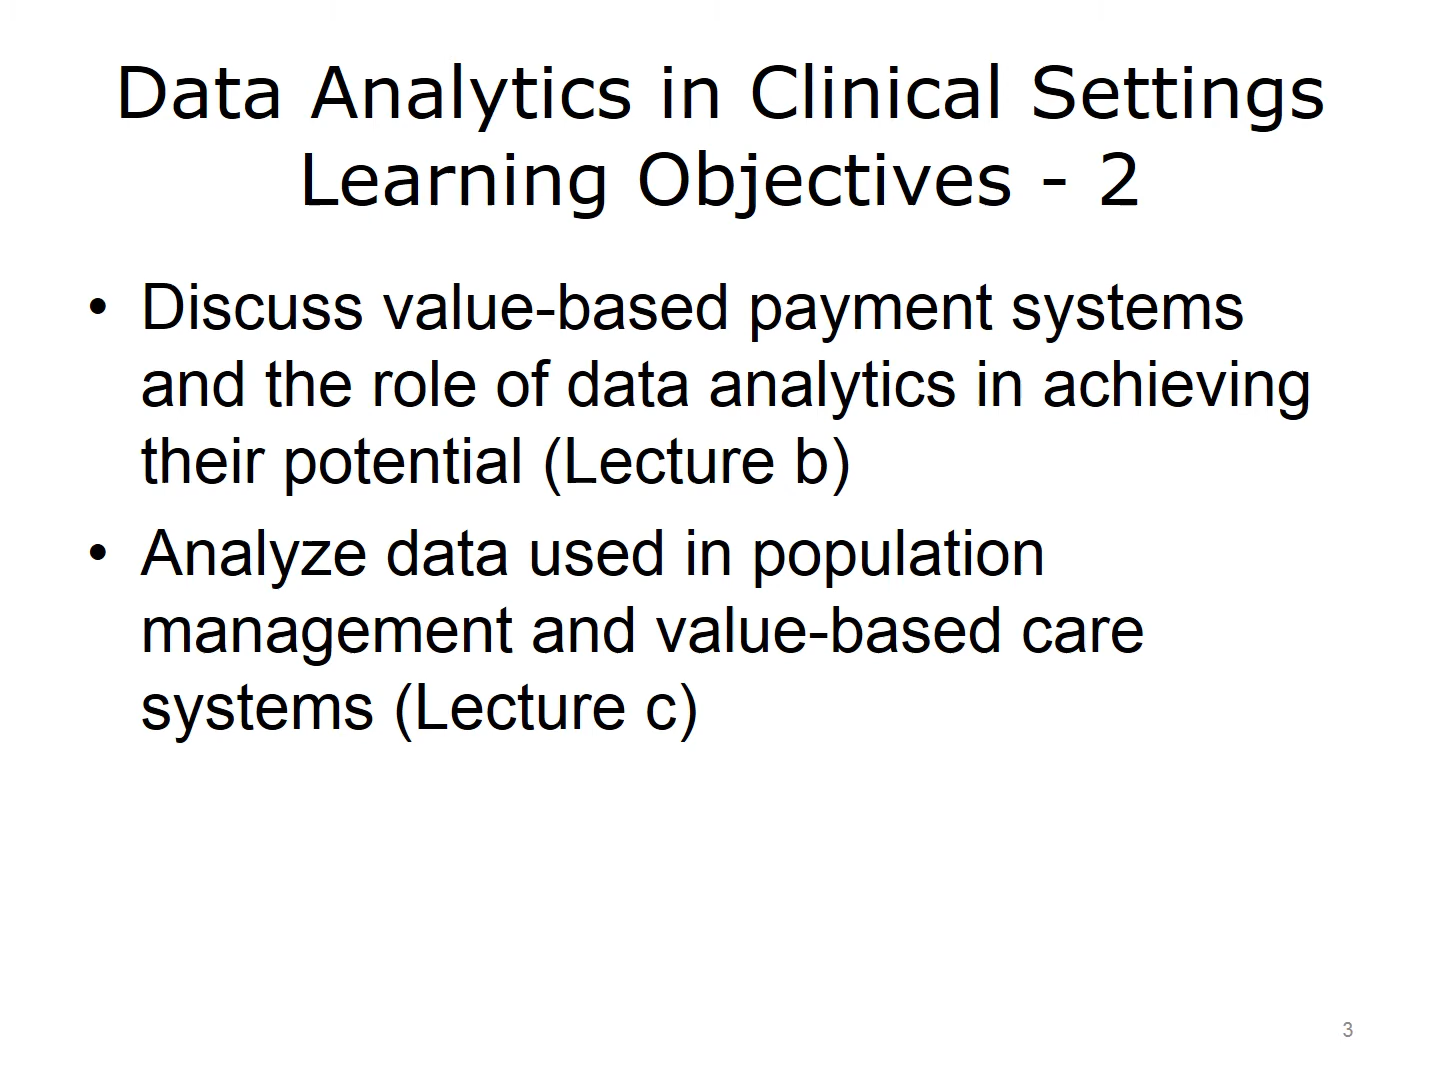 Data Analytics in Clinical Settings
Learning Objectives - 2
• Discuss value-based payment systems
and the role of data analytics in achieving
their potential (Lecture b)
• Analyze data used in population
management and value-based care
systems (Lecture c)
3